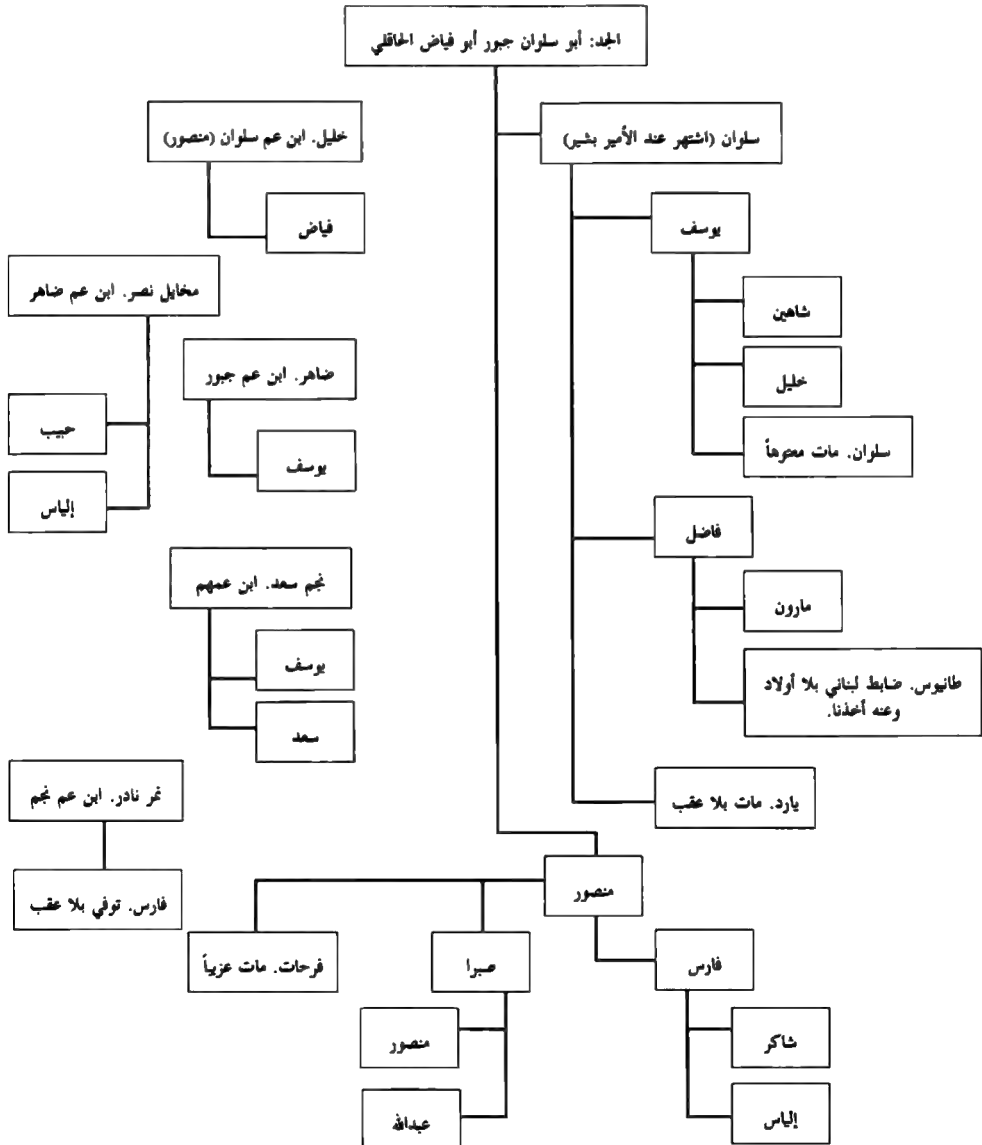 الجد: أبو سلوان جبور أبو فياض الحاقلي
سلوان (اشتهر عند الأمير بشير)
يوسف
شاهين
خليل
سلوان. مات معتوهاً
فاضل
مارون
طانيوس. ضابط لبناني بلا أولاد
وعنه أخذنا.
يارد. مات بلا عقب
منصور
فارس
شاكر
إلياس
صبرا
منصور
عبدالله
فرحات. مات عزيباً
خليل. ابن عم سلوان (منصور)
فياض
مخايل نصر. ابن عم ضاهر
حبيب
إلياس
ضاهر. ابن عم جبور
يوسف
نجم سعد. ابن عمهم
يوسف
سعد
نمر نادر. ابن عم نجم
فارس. توفي بلا عقب